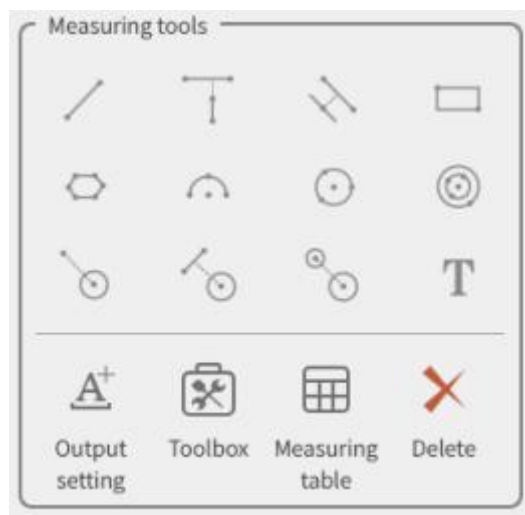 Measuring tools
T
A+
Output setting
Toolbox
Measuring table
Delete